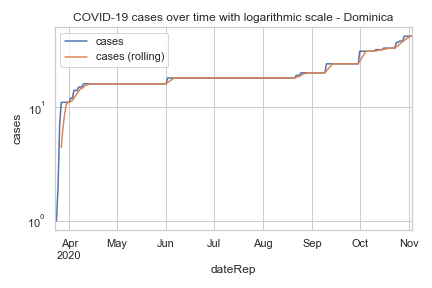 COVID-19 cases over time with logarithmic scale - Dominica
cases
cases (rolling)
10¹
10⁰
cases
Apr May Jun Jul Aug Sep Oct Nov
2020
dateRep